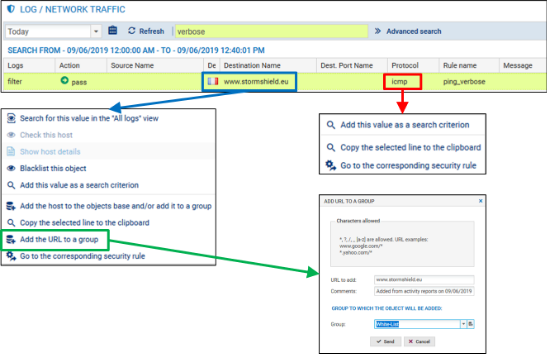 LOG / NETWORK TRAFFIC
Today Refresh verbose Advanced search
SEARCH FROM - 09/06/2019 12:00:00 AM - TO - 09/06/2019 12:40:01 PM
Logs Action Source Name De Destination Name Dest. Port Name Protocol Rule name Message
filter pass www.stormshield.eu icmp ping_verbose
Search for this value in the "All logs" view
Check this host
Show host details
Blacklist this object
Add this value as a search criterion
Add the host to the objects base and/or add it to a group
Copy the selected line to the clipboard
Add the URL to a group
Go to the corresponding security rule
Add this value as a search criterion
Copy the selected line to the clipboard
Go to the corresponding security rule
ADD URL TO A GROUP
Characters allowed
*, ?, /, _, [a-z] are allowed. URL examples:
www.google.com/*
*.yahoo.com/*
URL to add: www.stormshield.eu
Comments: Added from activity reports on 09/06/2019
GROUP TO WHICH THE OBJECT WILL BE ADDED:
Group: White-List
Send Cancel